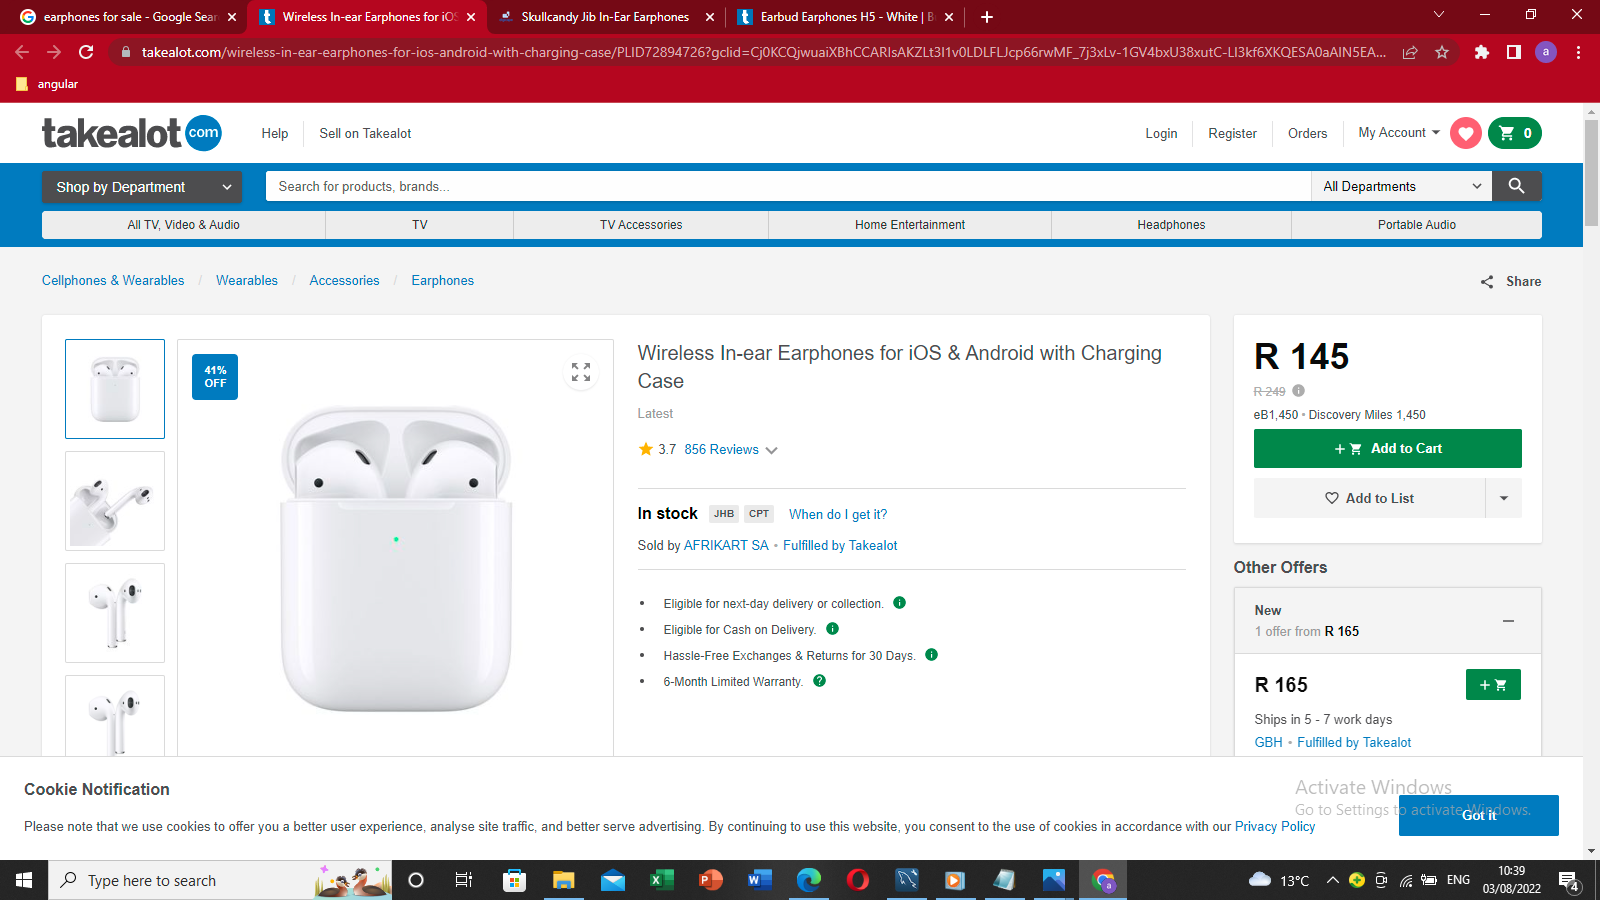 earphones for sale - Google Sear
Wireless In-ear Earphones for iOS
Skullcandy Jib In-Ear Earphones
Earbud Earphones H5 - White | B
takealot.com/wireless-in-ear-earphones-for-ios-android-with-charging-case/PLID72894726?gclid=Cj0KCQjwuaiXBhCCARIsAKZLt3I1v0LDLFLJcp66rwMF_7j3xLv-1GV4bxU38xutC-LI3kf6XKQESA0aAIN5EA...
a
angular
takealot com
Help
Sell on Takealot
Login
Register
Orders
My Account
0
Shop by Department
Search for products, brands...
All Departments
All TV, Video & Audio
TV
TV Accessories
Home Entertainment
Headphones
Portable Audio
Cellphones & Wearables / Wearables / Accessories / Earphones
Share
41%
OFF
Wireless In-ear Earphones for iOS & Android with Charging
Case
Latest
3.7 856 Reviews
In stock JHB CPT When do I get it?
Sold by AFRIKART SA • Fulfilled by Takealot
• Eligible for next-day delivery or collection.
• Eligible for Cash on Delivery.
• Hassle-Free Exchanges & Returns for 30 Days.
• 6-Month Limited Warranty.
R 145
R 249
eB1,450 • Discovery Miles 1,450
+ Add to Cart
Add to List
Other Offers
New
1 offer from R 165
R 165
+
Ships in 5 - 7 work days
GBH • Fulfilled by Takealot
Cookie Notification
Please note that we use cookies to offer you a better user experience, analyse site traffic, and better serve advertising. By continuing to use this website, you consent to the use of cookies in accordance with our Privacy Policy
Got it
Activate Windows
Go to Settings to activate Windows.
Type here to search
13°C
ENG
10:39
03/08/2022
4